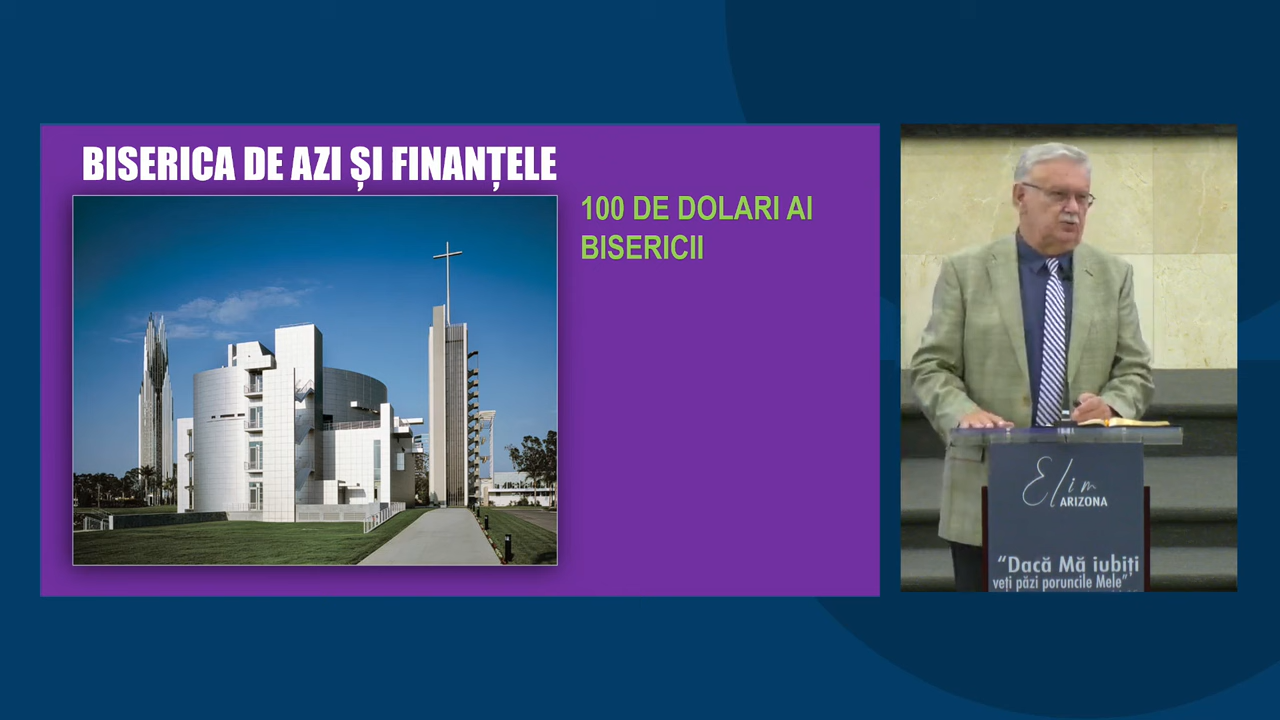 BISERICA DE AZI ȘI FINANȚELE
100 DE DOLARI AI
BISERICII
Elim
ARIZONA
“Dacă Mă iubiți
veți păzi poruncile Mele”